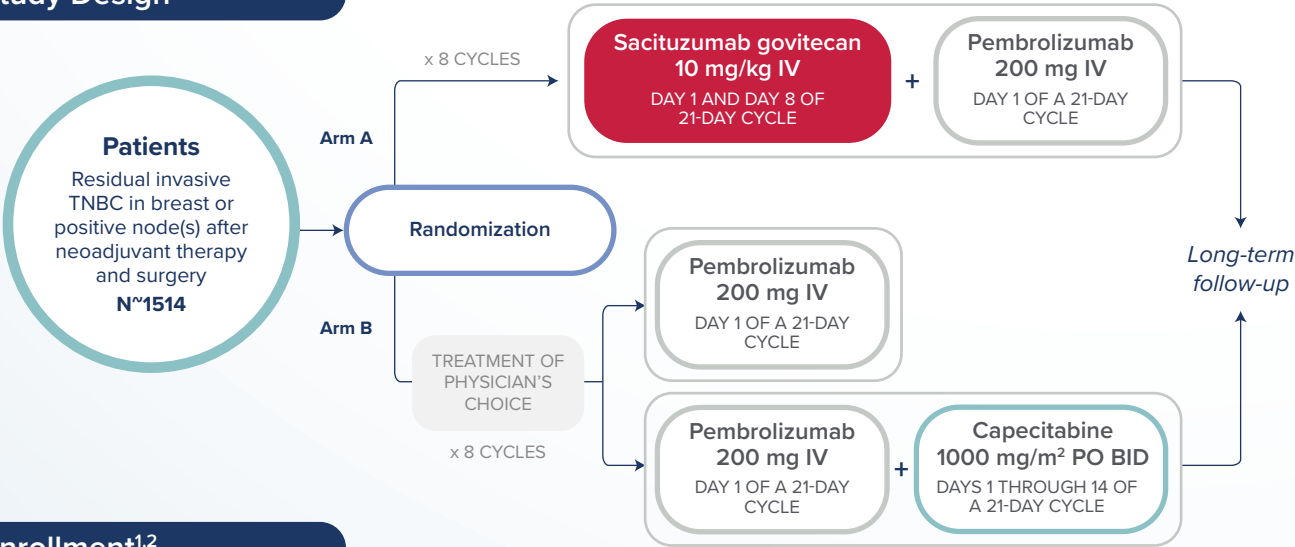 Study Design
x 8 CYCLES
Sacituzumab govitecan
10 mg/kg IV
DAY 1 AND DAY 8 OF
21-DAY CYCLE
+
Pembrolizumab
200 mg IV
DAY 1 OF A 21-DAY
CYCLE
Arm A
Patients
Residual invasive
TNBC in breast or
positive node(s) after
neoadjuvant therapy
and surgery
N~1514
Randomization
Arm B
TREATMENT OF
PHYSICIAN'S
CHOICE
x 8 CYCLES
Pembrolizumab
200 mg IV
DAY 1 OF A 21-DAY
CYCLE
Pembrolizumab
200 mg IV
DAY 1 OF A 21-DAY
CYCLE
+
Capecitabine
1000 mg/m² PO BID
DAYS 1 THROUGH 14 OF
A 21-DAY CYCLE
Long-term
follow-up
Enrollment¹,²